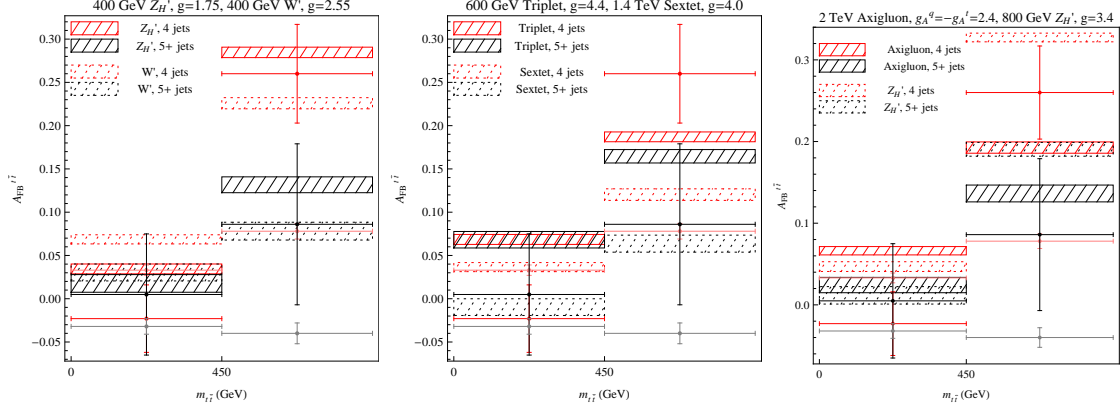 400 GeV Z_H', g=1.75, 400 GeV W', g=2.55
Z_H', 4 jets
Z_H', 5+ jets
W', 4 jets
W', 5+ jets
0.30
0.25
0.20
0.15
0.10
0.05
0.00
−0.05
A_FB^{t t̄}
0
450
m_{t t̄} (GeV)
600 GeV Triplet, g=4.4, 1.4 TeV Sextet, g=4.0
Triplet, 4 jets
Triplet, 5+ jets
Sextet, 4 jets
Sextet, 5+ jets
0.30
0.25
0.20
0.15
0.10
0.05
0.00
−0.05
A_FB^{t t̄}
0
450
m_{t t̄} (GeV)
2 TeV Axigluon, g_A^q=−g_A^t=2.4, 800 GeV Z_H', g=3.4
Axigluon, 4 jets
Axigluon, 5+ jets
Z_H', 4 jets
Z_H', 5+ jets
0.3
0.2
0.1
0.0
A_FB^{t t̄}
0
450
m_{t t̄} (GeV)